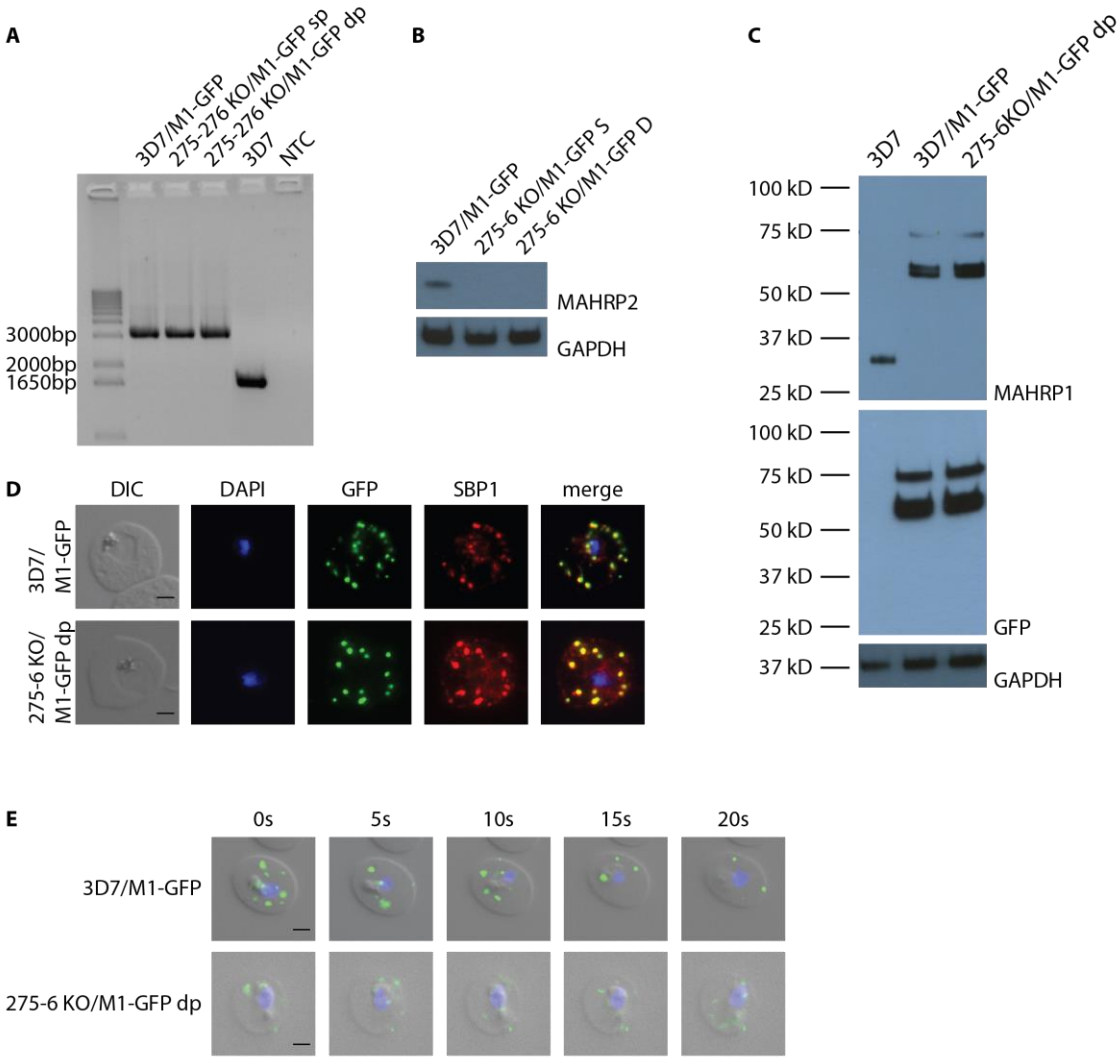 A
3D7/M1-GFP
275-276 KO/M1-GFP sp
275-276 KO/M1-GFP dp
3D7
NTC
3000bp
2000bp
1650bp
B
3D7/M1-GFP
275-6 KO/M1-GFP S
275-6 KO/M1-GFP D
MAHRP2
GAPDH
C
3D7
3D7/M1-GFP
275-6KO/M1-GFP dp
100 kD
75 kD
50 kD
37 kD
25 kD
MAHRP1
100 kD
75 kD
50 kD
37 kD
25 kD
GFP
37 kD
GAPDH
D
DIC
DAPI
GFP
SBP1
merge
3D7/
M1-GFP
275-6 KO/
M1-GFP dp
E
0s
5s
10s
15s
20s
3D7/M1-GFP
275-6 KO/M1-GFP dp